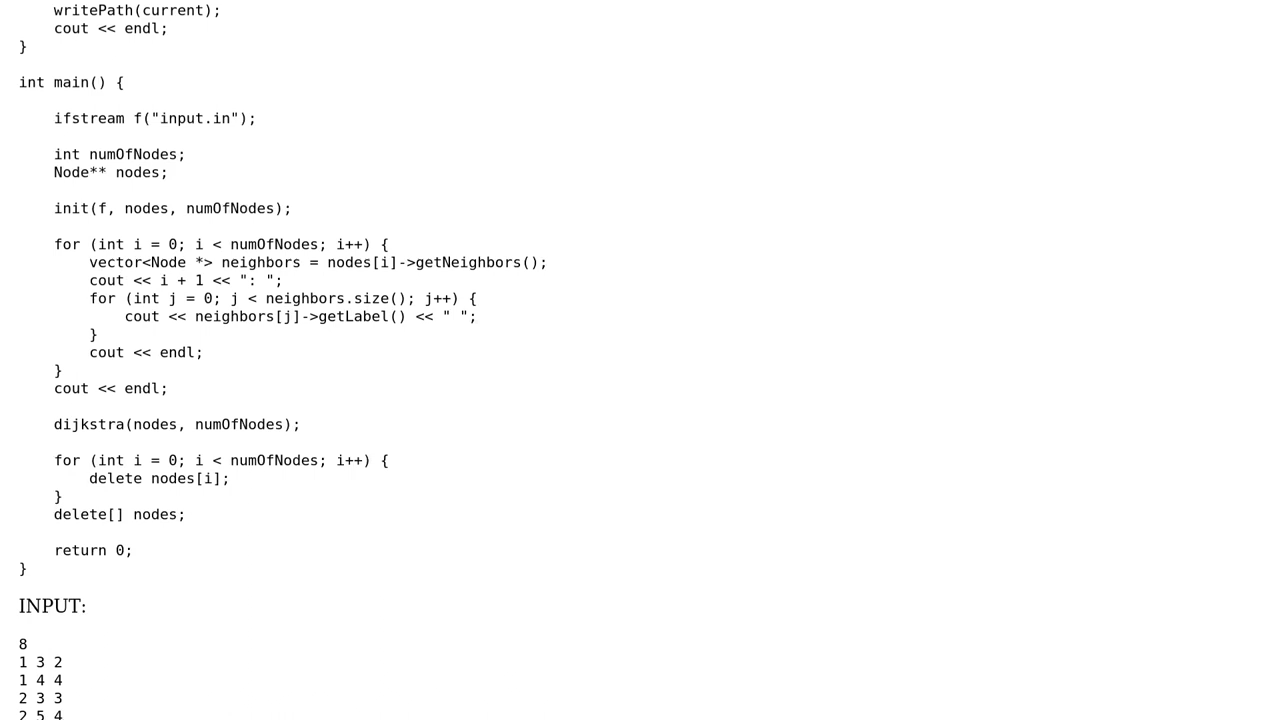 writePath(current);
    cout << endl;
}
int main() {
    ifstream f("input.in");
    int numOfNodes;
    Node** nodes;
    init(f, nodes, numOfNodes);
    for (int i = 0; i < numOfNodes; i++) {
        vector<Node *> neighbors = nodes[i]->getNeighbors();
        cout << i + 1 << ": ";
        for (int j = 0; j < neighbors.size(); j++) {
            cout << neighbors[j]->getLabel() << " ";
        }
        cout << endl;
    }
    cout << endl;
    dijkstra(nodes, numOfNodes);
    for (int i = 0; i < numOfNodes; i++) {
        delete nodes[i];
    }
    delete[] nodes;
    return 0;
}
INPUT:
8
1 3 2
1 4 4
2 3 3
2 5 4